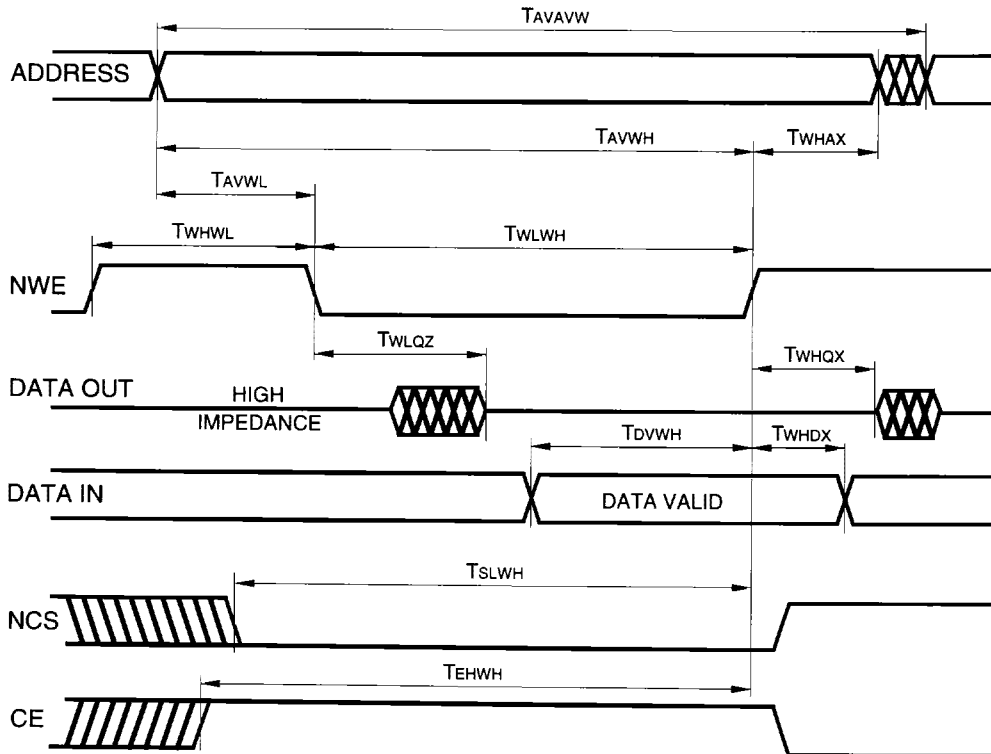 TAVAVW
ADDRESS
TAVWH
TWHAX
TAVWL
TWHWL
TWLWH
NWE
TWLQZ
TWHQX
DATA OUT
HIGH
IMPEDANCE
TDVWH
TWHDX
DATA IN
DATA VALID
TSLWH
NCS
TEHWH
CE